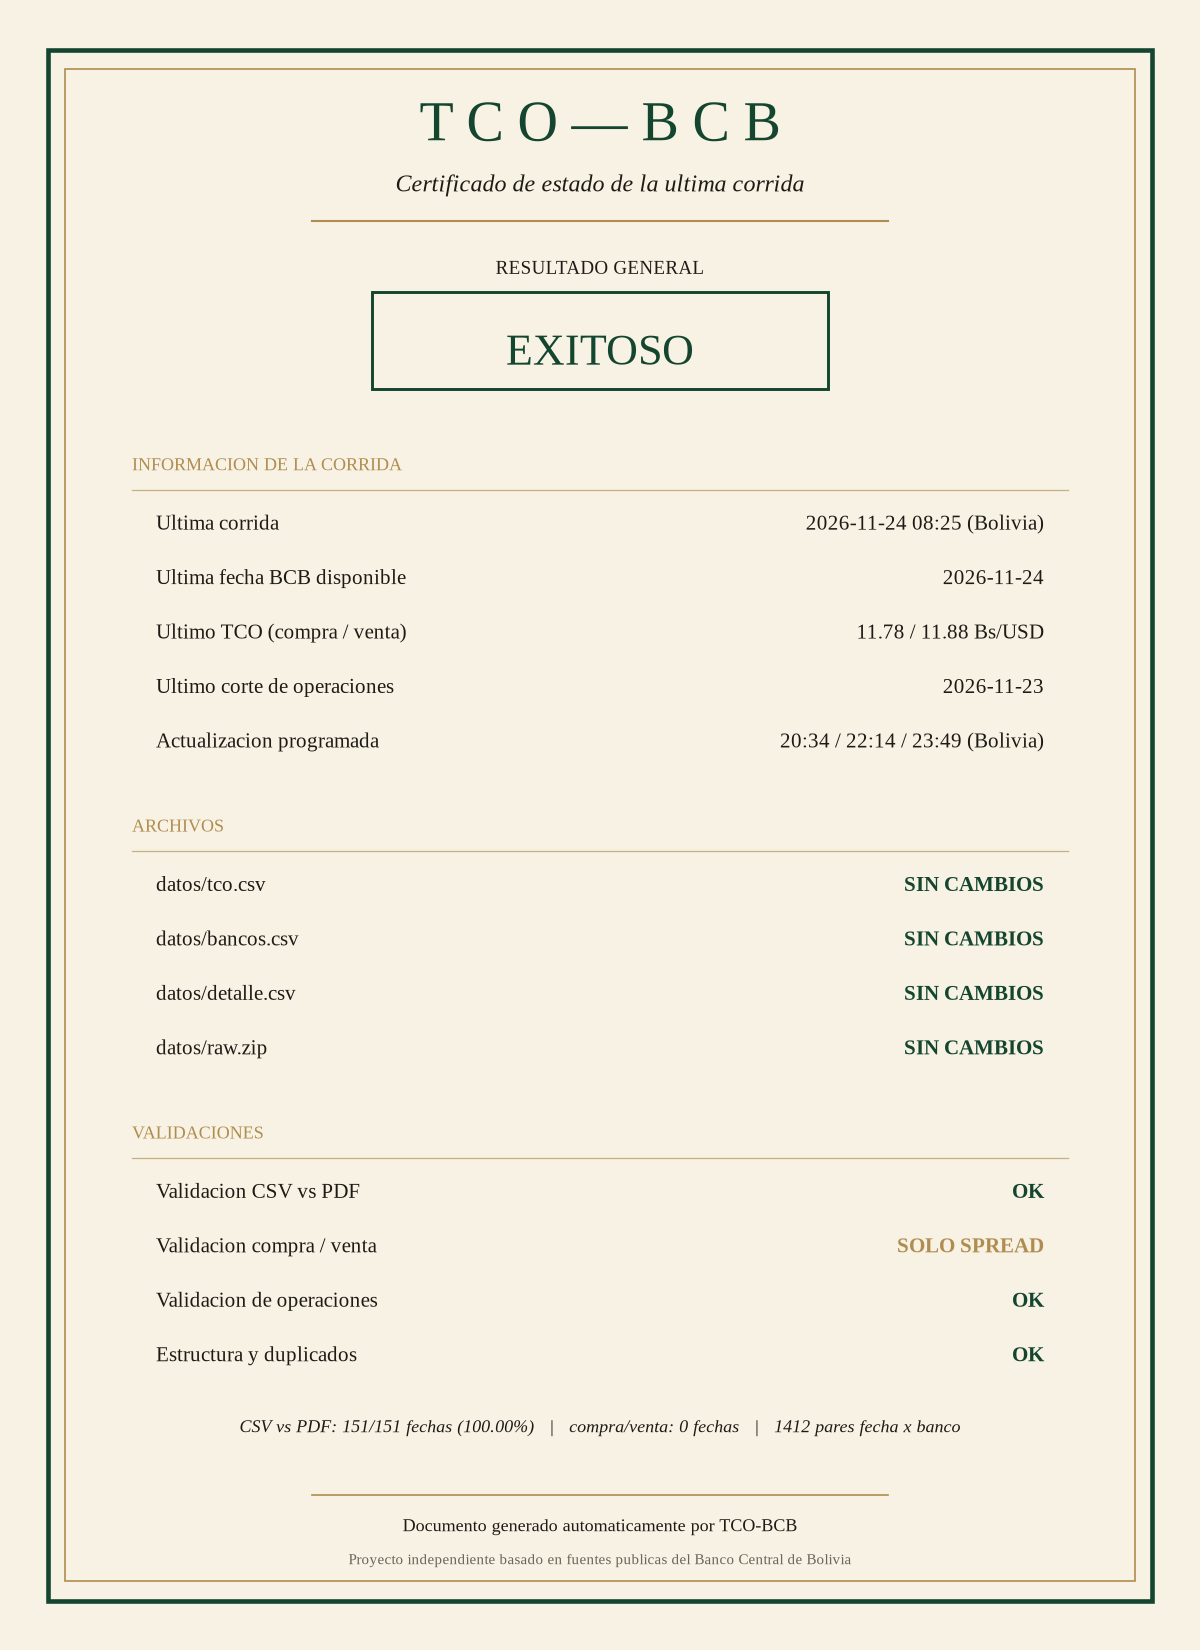 TCO—BCB
Certificado de estado de la ultima corrida
RESULTADO GENERAL
EXITOSO
INFORMACION DE LA CORRIDA
Ultima corrida 2026-11-24 08:25 (Bolivia)
Ultima fecha BCB disponible 2026-11-24
Ultimo TCO (compra / venta) 11.78 / 11.88 Bs/USD
Ultimo corte de operaciones 2026-11-23
Actualizacion programada 20:34 / 22:14 / 23:49 (Bolivia)
ARCHIVOS
datos/tco.csv SIN CAMBIOS
datos/bancos.csv SIN CAMBIOS
datos/detalle.csv SIN CAMBIOS
datos/raw.zip SIN CAMBIOS
VALIDACIONES
Validacion CSV vs PDF OK
Validacion compra / venta SOLO SPREAD
Validacion de operaciones OK
Estructura y duplicados OK
CSV vs PDF: 151/151 fechas (100.00%) | compra/venta: 0 fechas | 1412 pares fecha x banco
Documento generado automaticamente por TCO-BCB
Proyecto independiente basado en fuentes publicas del Banco Central de Bolivia